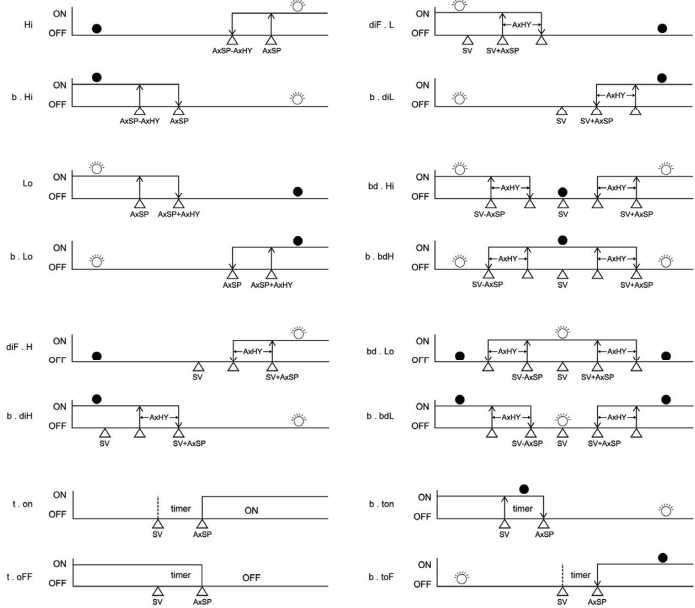 Hi
ON
OFF
AxSP-AxHY
AxSP
b . Hi
ON
OFF
AxSP-AxHY
AxSP
Lo
ON
OFF
AxSP
AxSP+AxHY
b . Lo
ON
OFF
AxSP
AxSP+AxHY
diF . H
ON
OFF
AxHY
SV
SV+AxSP
b . diH
ON
OFF
AxHY
SV
SV+AxSP
t . on
ON
OFF
timer
ON
SV
AxSP
t . oFF
ON
OFF
timer
OFF
SV
AxSP
diF . L
ON
OFF
AxHY
SV
SV+AxSP
b . diL
ON
OFF
AxHY
SV
SV+AxSP
bd . Hi
ON
OFF
AxHY
AxHY
SV-AxSP
SV
SV+AxSP
b . bdH
ON
OFF
AxHY
AxHY
SV-AxSP
SV
SV+AxSP
bd . Lo
ON
OFF
AxHY
AxHY
SV-AxSP
SV
SV+AxSP
b . bdL
ON
OFF
AxHY
AxHY
SV-AxSP
SV
SV+AxSP
b . ton
ON
OFF
timer
SV
AxSP
b . toF
ON
OFF
timer
SV
AxSP